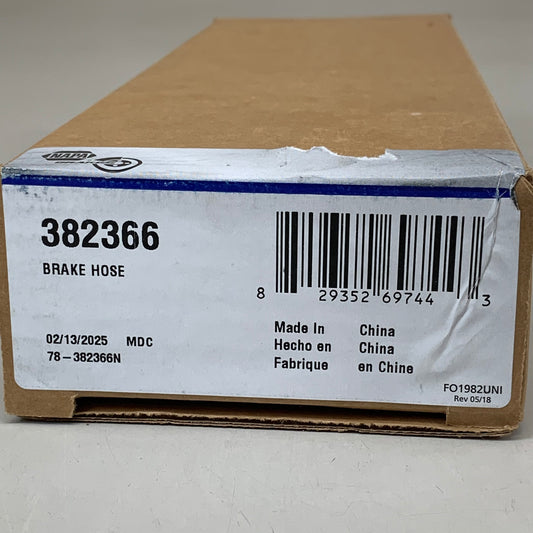 NAPA
382366
BRAKE HOSE
8 29352 69744 3
02/13/2025 MDC
78-382366N
Made In China
Hecho en China
Fabrique en Chine
FO1982UNI
Rev 05/18